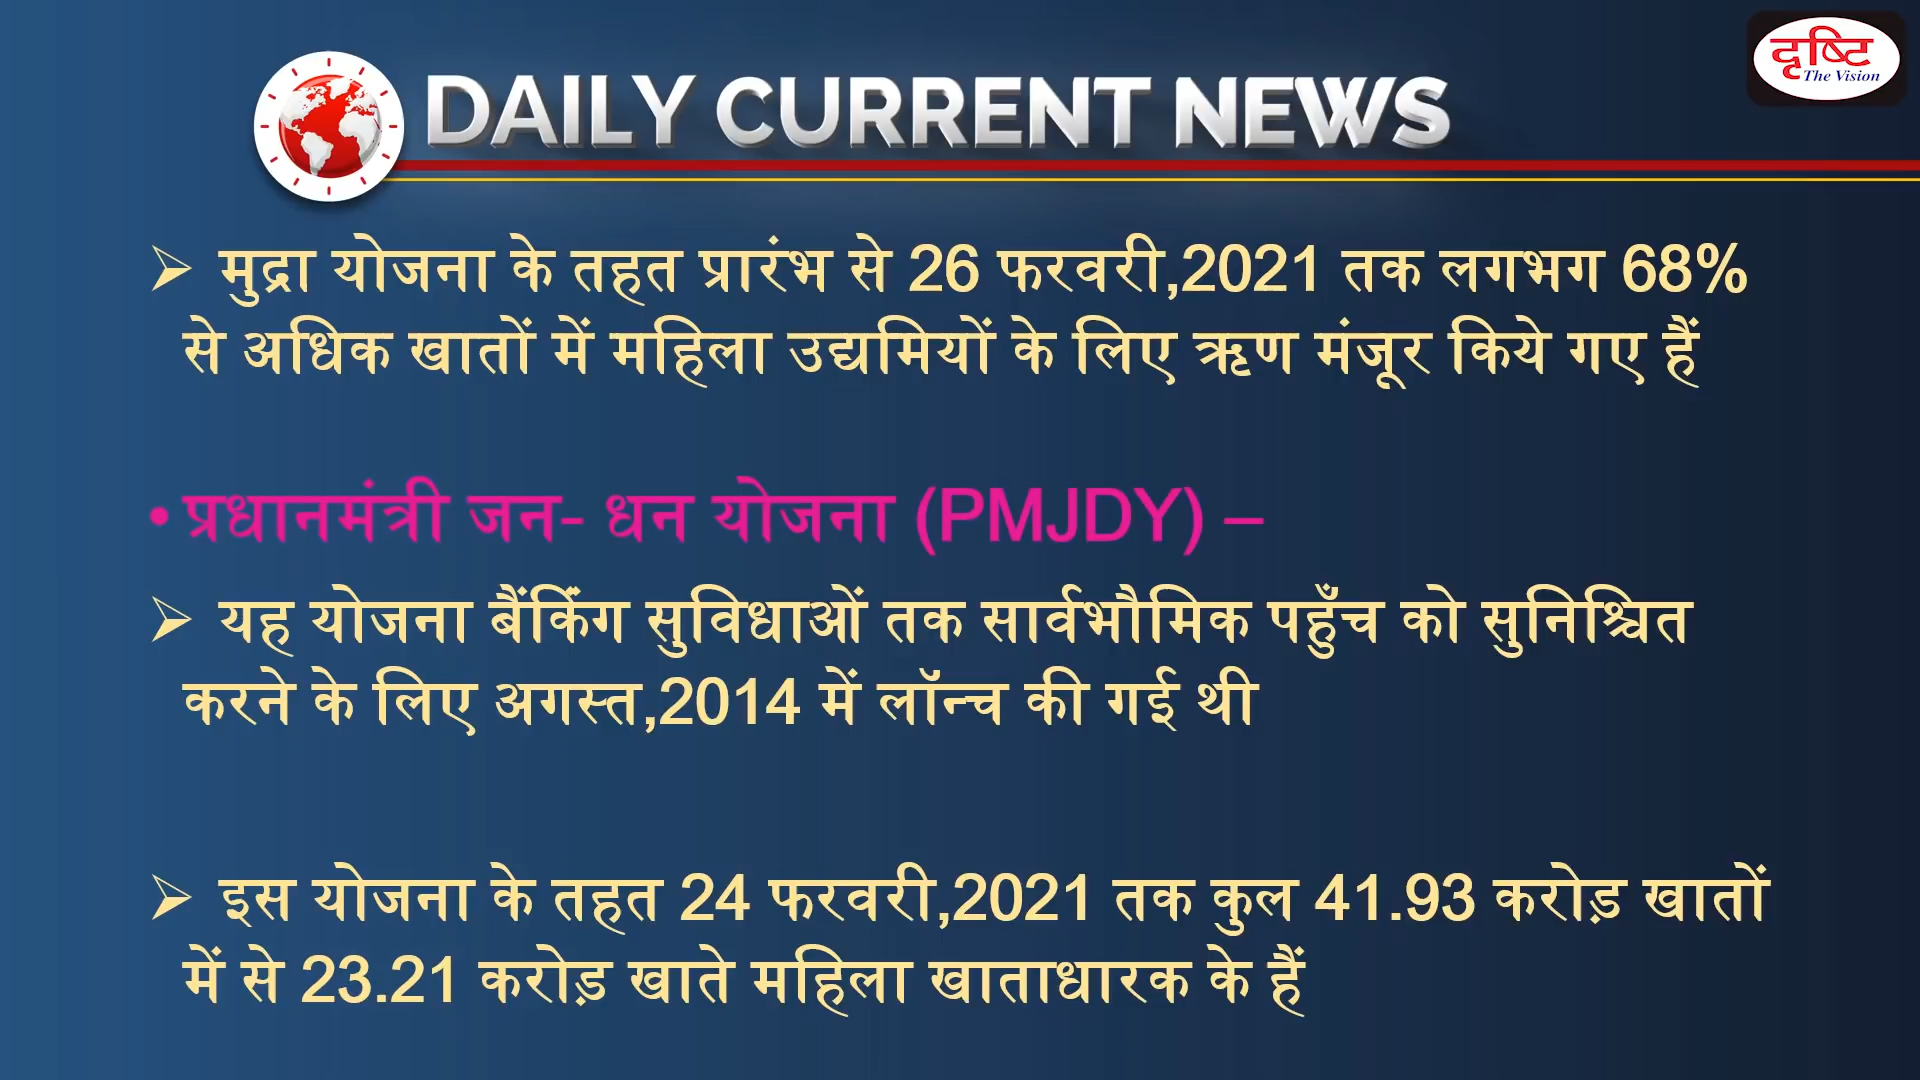 दृष्टि
The Vision
DAILY CURRENT NEWS
➢ मुद्रा योजना के तहत प्रारंभ से 26 फरवरी,2021 तक लगभग 68%
से अधिक खातों में महिला उद्यमियों के लिए ऋण मंजूर किये गए हैं
• प्रधानमंत्री जन- धन योजना (PMJDY) –
➢ यह योजना बैंकिंग सुविधाओं तक सार्वभौमिक पहुँच को सुनिश्चित
करने के लिए अगस्त,2014 में लॉन्च की गई थी
➢ इस योजना के तहत 24 फरवरी,2021 तक कुल 41.93 करोड़ खातों
में से 23.21 करोड़ खाते महिला खाताधारक के हैं